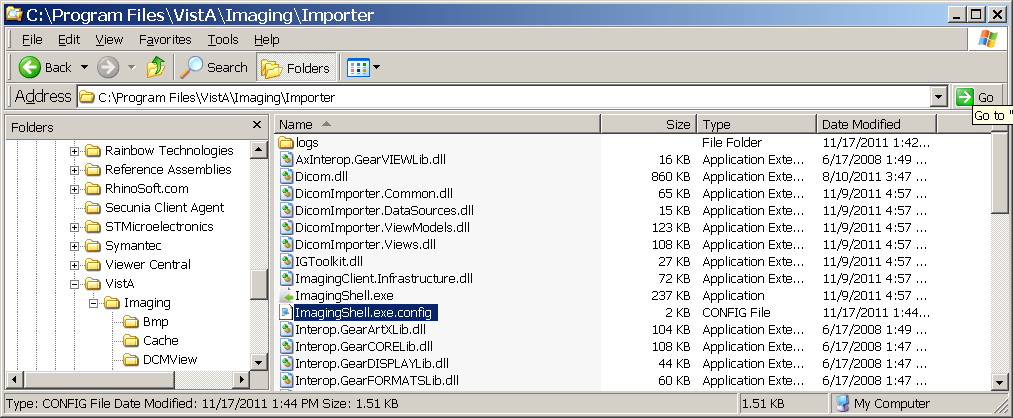 C:\Program Files\VistA\Imaging\Importer
File Edit View Favorites Tools Help
Back Search Folders
Address C:\Program Files\VistA\Imaging\Importer Go
Go to "
Folders
Rainbow Technologies
Reference Assemblies
RhinoSoft.com
Secunia Client Agent
STMicroelectronics
Symantec
Viewer Central
VistA
Imaging
Bmp
Cache
DCMView
Name Size Type Date Modified
logs File Folder 11/17/2011 1:42...
AxInterop.GearVIEWLib.dll 16 KB Application Exte... 6/17/2008 1:49 ...
Dicom.dll 860 KB Application Exte... 8/10/2011 3:47 ...
DicomImporter.Common.dll 65 KB Application Exte... 11/9/2011 4:57 ...
DicomImporter.DataSources.dll 15 KB Application Exte... 11/9/2011 4:57 ...
DicomImporter.ViewModels.dll 123 KB Application Exte... 11/9/2011 4:57 ...
DicomImporter.Views.dll 108 KB Application Exte... 11/9/2011 4:57 ...
IGToolkit.dll 27 KB Application Exte... 11/9/2011 4:57 ...
ImagingClient.Infrastructure.dll 72 KB Application Exte... 11/9/2011 4:57 ...
ImagingShell.exe 237 KB Application 11/9/2011 4:57 ...
ImagingShell.exe.config 2 KB CONFIG File 11/17/2011 1:44...
Interop.GearArtXLib.dll 104 KB Application Exte... 6/17/2008 1:49 ...
Interop.GearCORELib.dll 108 KB Application Exte... 6/17/2008 1:47 ...
Interop.GearDISPLAYLib.dll 44 KB Application Exte... 6/17/2008 1:47 ...
Interop.GearFORMATSLib.dll 60 KB Application Exte... 6/17/2008 1:47 ...
Type: CONFIG File Date Modified: 11/17/2011 1:44 PM Size: 1.51 KB 1.51 KB My Computer